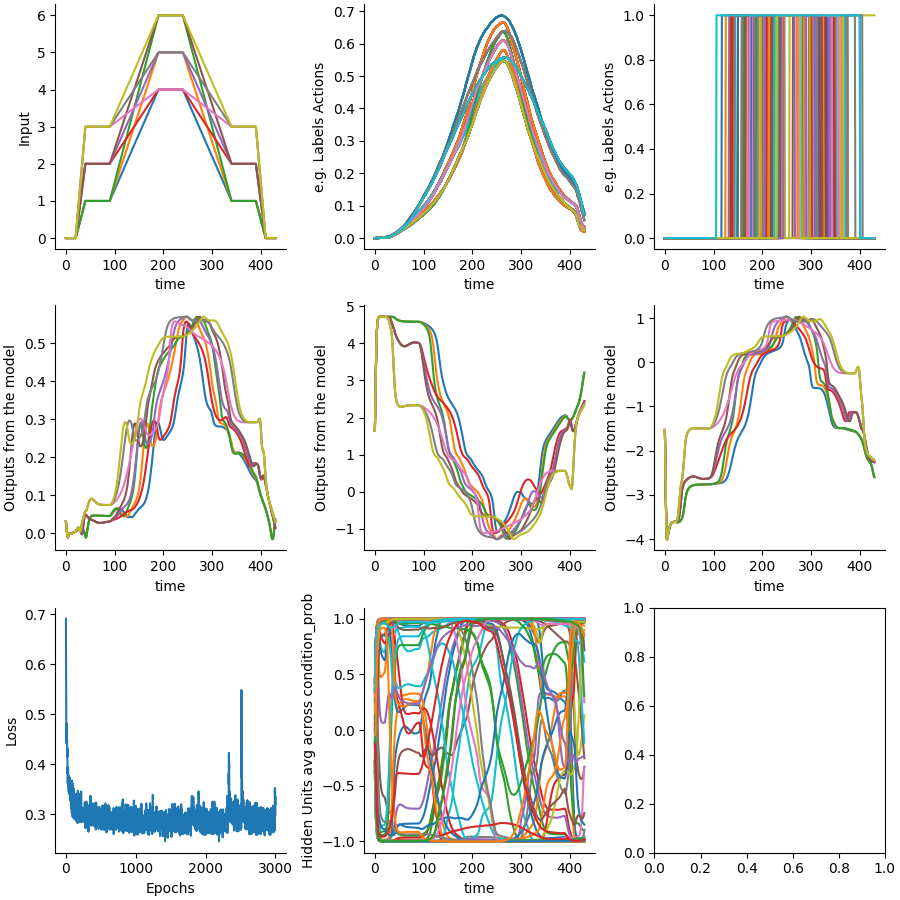 6
5
4
3
2
1
0
Input
0 100 200 300 400
time
0.7
0.6
0.5
0.4
0.3
0.2
0.1
0.0
e.g. Labels Actions
0 100 200 300 400
time
1.0
0.8
0.6
0.4
0.2
0.0
e.g. Labels Actions
0 100 200 300 400
time
0.5
0.4
0.3
0.2
0.1
0.0
Outputs from the model
0 100 200 300 400
time
5
4
3
2
1
0
−1
Outputs from the model
0 100 200 300 400
time
1
0
−1
−2
−3
−4
Outputs from the model
0 100 200 300 400
time
0.7
0.6
0.5
0.4
0.3
Loss
0 1000 2000 3000
Epochs
1.0
0.5
0.0
−0.5
−1.0
Hidden Units avg across condition_prob
0 100 200 300 400
time
1.0
0.8
0.6
0.4
0.2
0.0
0.0 0.2 0.4 0.6 0.8 1.0